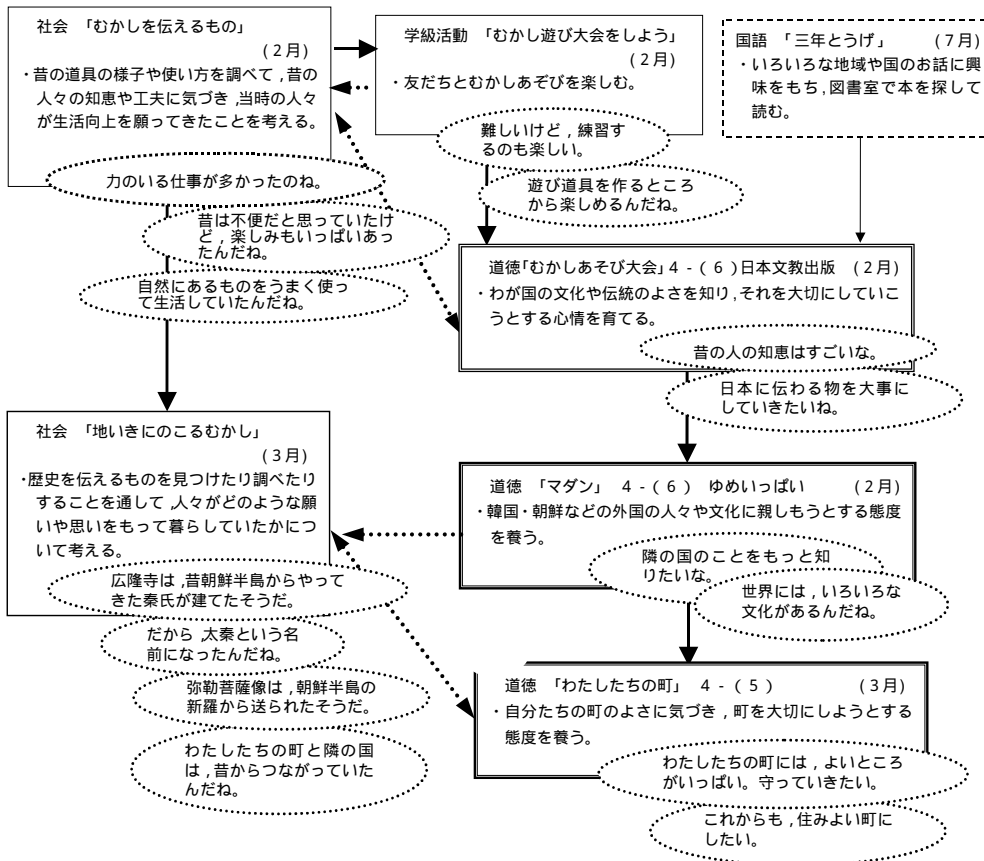 社会　「むかしを伝えるもの」
（2月）
・昔の道具の様子や使い方を調べて，昔の
人々の知恵や工夫に気づき，当時の人々
が生活向上を願ってきたことを考える。
力のいる仕事が多かったのね。
昔は不便だと思っていたけ
ど，楽しみもいっぱいあっ
たんだね。
自然にあるものをうまく使っ
て生活していたんだね。
学級活動　「むかし遊び大会をしよう」
（2月）
・友だちとむかしあそびを楽しむ。
難しいけど，練習す
るのも楽しい。
遊び道具を作るところ
から楽しめるんだね。
国語　「三年とうげ」　（7月）
・いろいろな地域や国のお話に興
味をもち，図書室で本を探して
読む。
道徳「むかしあそび大会」4-（6）日本文教出版　（2月）
・わが国の文化や伝統のよさを知り，それを大切にしていこ
うとする心情を育てる。
昔の人の知恵はすごいな。
日本に伝わる物を大事に
していきたいね。
社会　「地いきにのこるむかし」
（3月）
・歴史を伝えるものを見つけたり調べたり
することを通して，人々がどのような願
いや思いをもって暮らしていたかにつ
いて考える。
広隆寺は，昔朝鮮半島からやって
きた秦氏が建てたそうだ。
だから，太秦という名
前になったんだね。
弥勒菩薩像は，朝鮮半島の
新羅から送られたそうだ。
わたしたちの町と隣の国
は，昔からつながっていた
んだね。
道徳　「マダン」　4-（6）　ゆめいっぱい　（2月）
・韓国・朝鮮などの外国の人々や文化に親しもうとする態度
を養う。
隣の国のことをもっと知
りたいな。
世界には，いろいろな
文化があるんだね。
道徳　「わたしたちの町」　4-（5）　（3月）
・自分たちの町のよさに気づき，町を大切にしようとする
態度を養う。
わたしたちの町には，よいところ
がいっぱい。守っていきたい。
これからも，住みよい町に
したい。